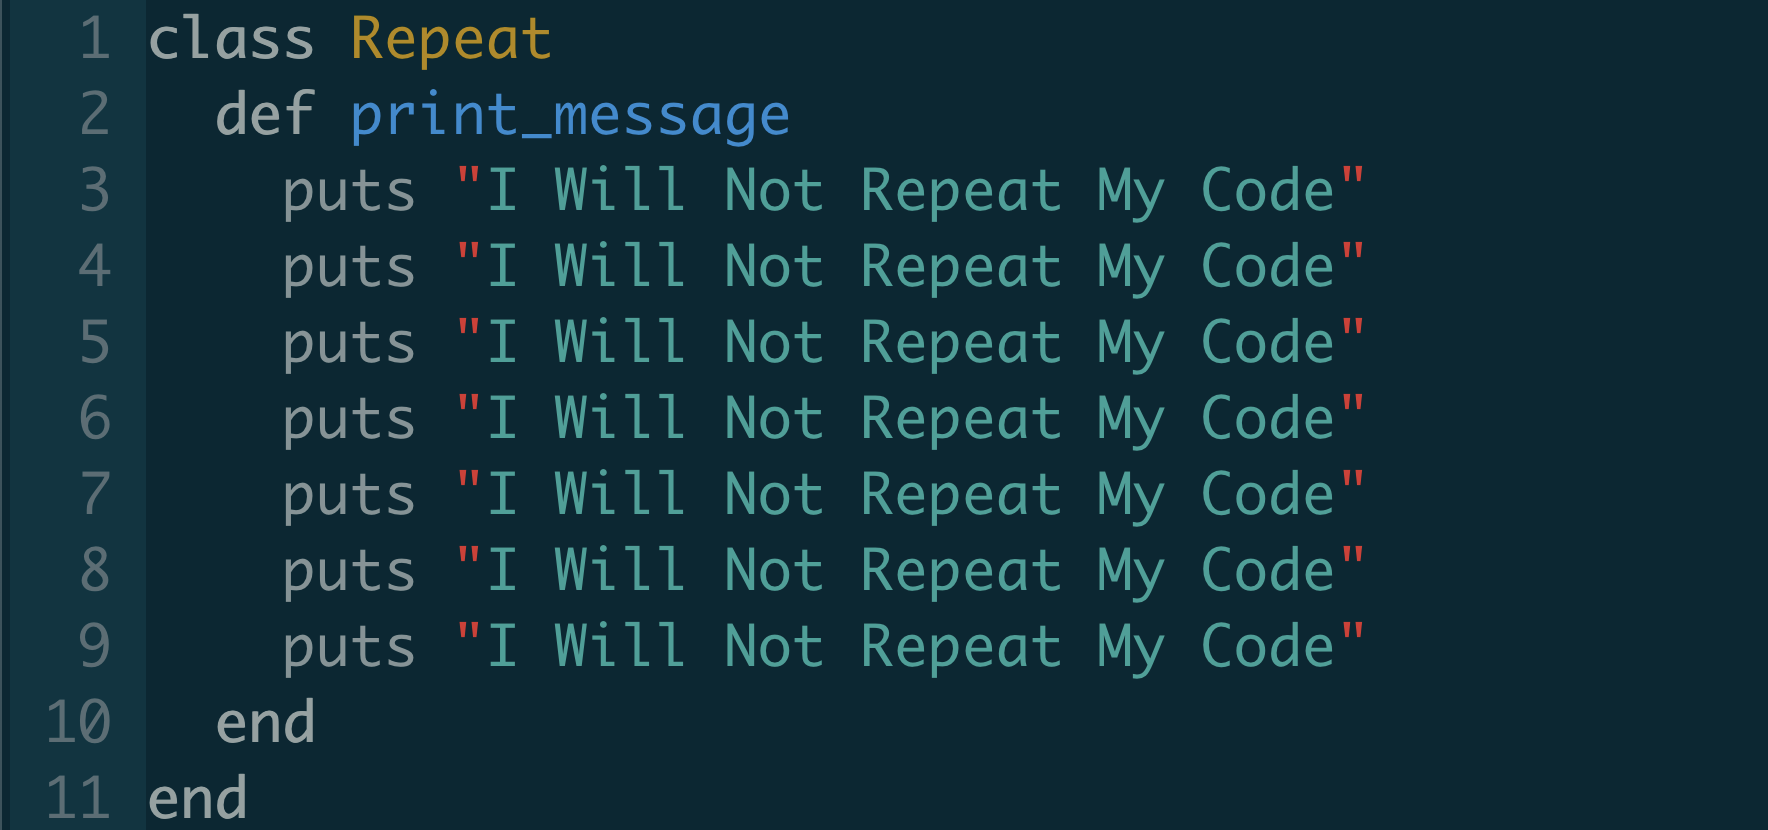 1 class Repeat
2   def print_message
3     puts "I Will Not Repeat My Code"
4     puts "I Will Not Repeat My Code"
5     puts "I Will Not Repeat My Code"
6     puts "I Will Not Repeat My Code"
7     puts "I Will Not Repeat My Code"
8     puts "I Will Not Repeat My Code"
9     puts "I Will Not Repeat My Code"
10   end
11 end